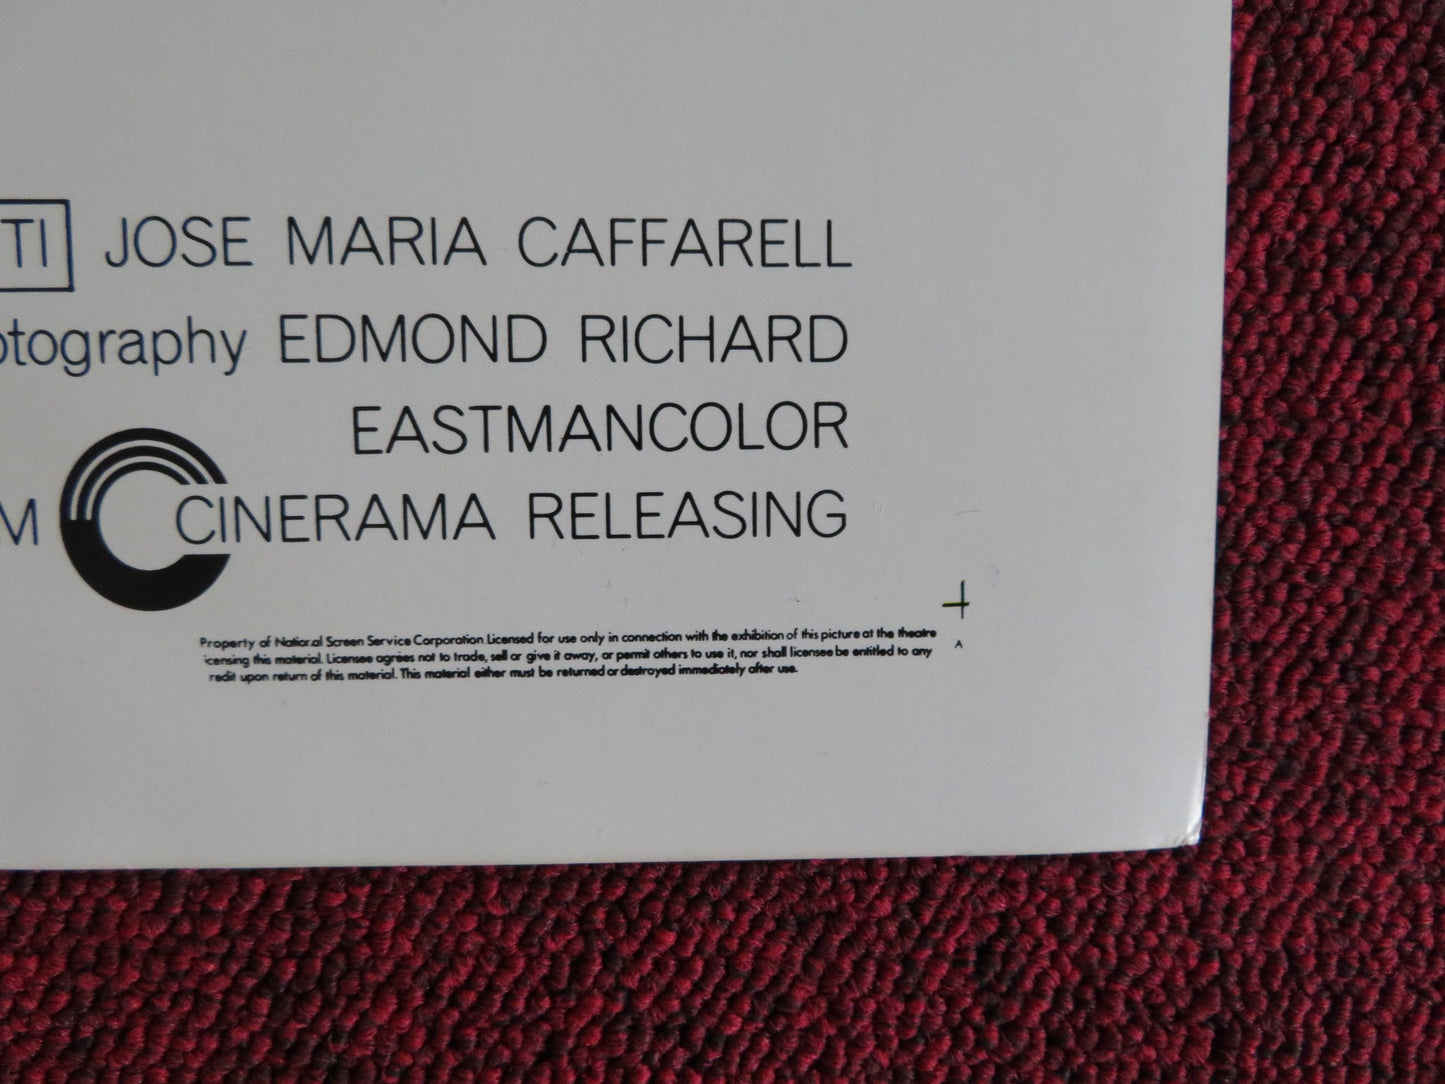 TI JOSE MARIA CAFFARELL
otography EDMOND RICHARD
EASTMANCOLOR
M CINERAMA RELEASING
Property of National Screen Service Corporation Licensed for use only in connection with the exhibition of this picture at the theatre
icensing this material. Licensee agrees not to trade, sell or give it away, or permit others to use it, nor shall licensee be entitled to any
redit upon return of this material. This material either must be returned or destroyed immediately after use.
A